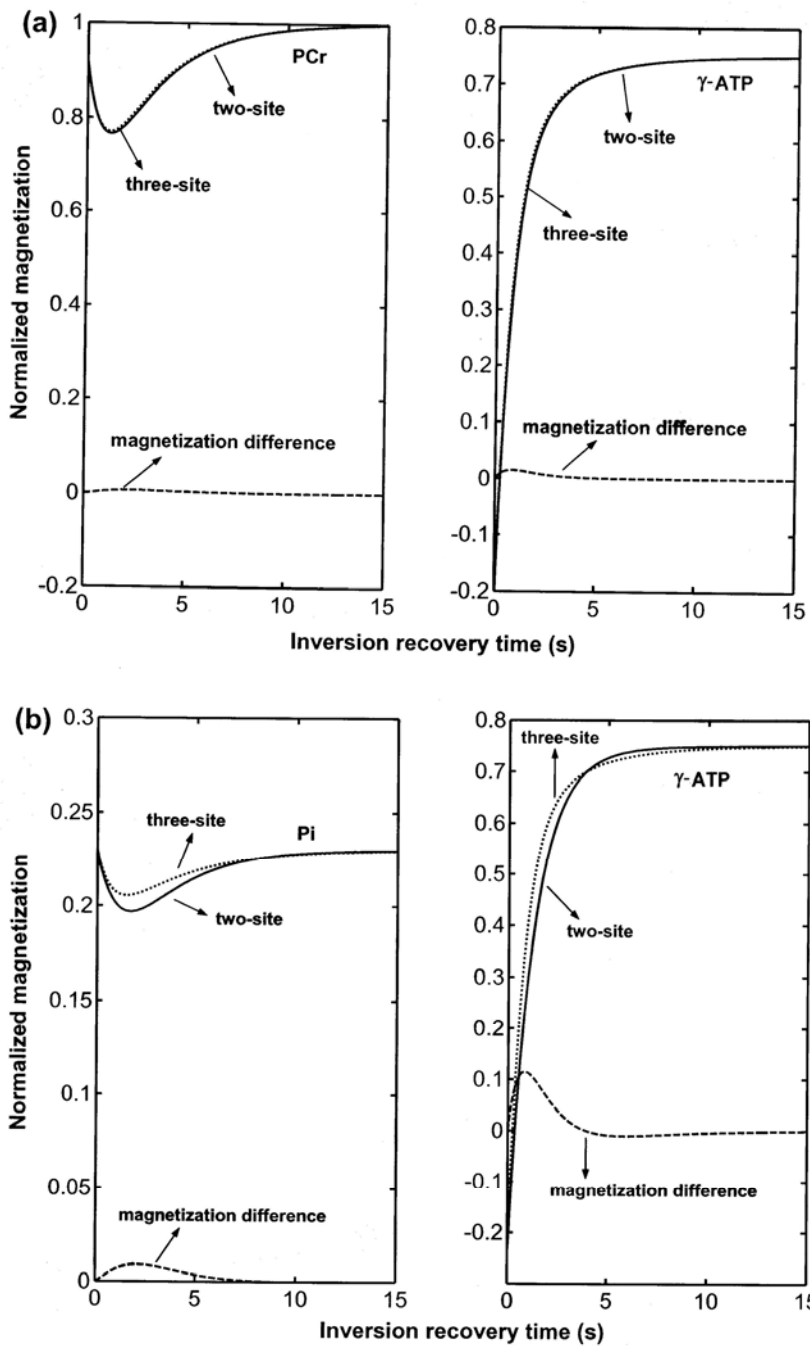 (a)
1
0.8
0.6
0.4
0.2
0
-0.2
0
5
10
15
Normalized magnetization
PCr
two-site
three-site
magnetization difference
0.8
0.7
0.6
0.5
0.4
0.3
0.2
0.1
0
-0.1
-0.2
0
5
10
15
γ-ATP
two-site
three-site
magnetization difference
Inversion recovery time (s)
(b)
0.3
0.25
0.2
0.15
0.1
0.05
0
0
5
10
15
Normalized magnetization
three-site
Pi
two-site
magnetization difference
0.8
0.7
0.6
0.5
0.4
0.3
0.2
0.1
0
-0.1
-0.2
0
5
10
15
three-site
γ-ATP
two-site
magnetization difference
Inversion recovery time (s)